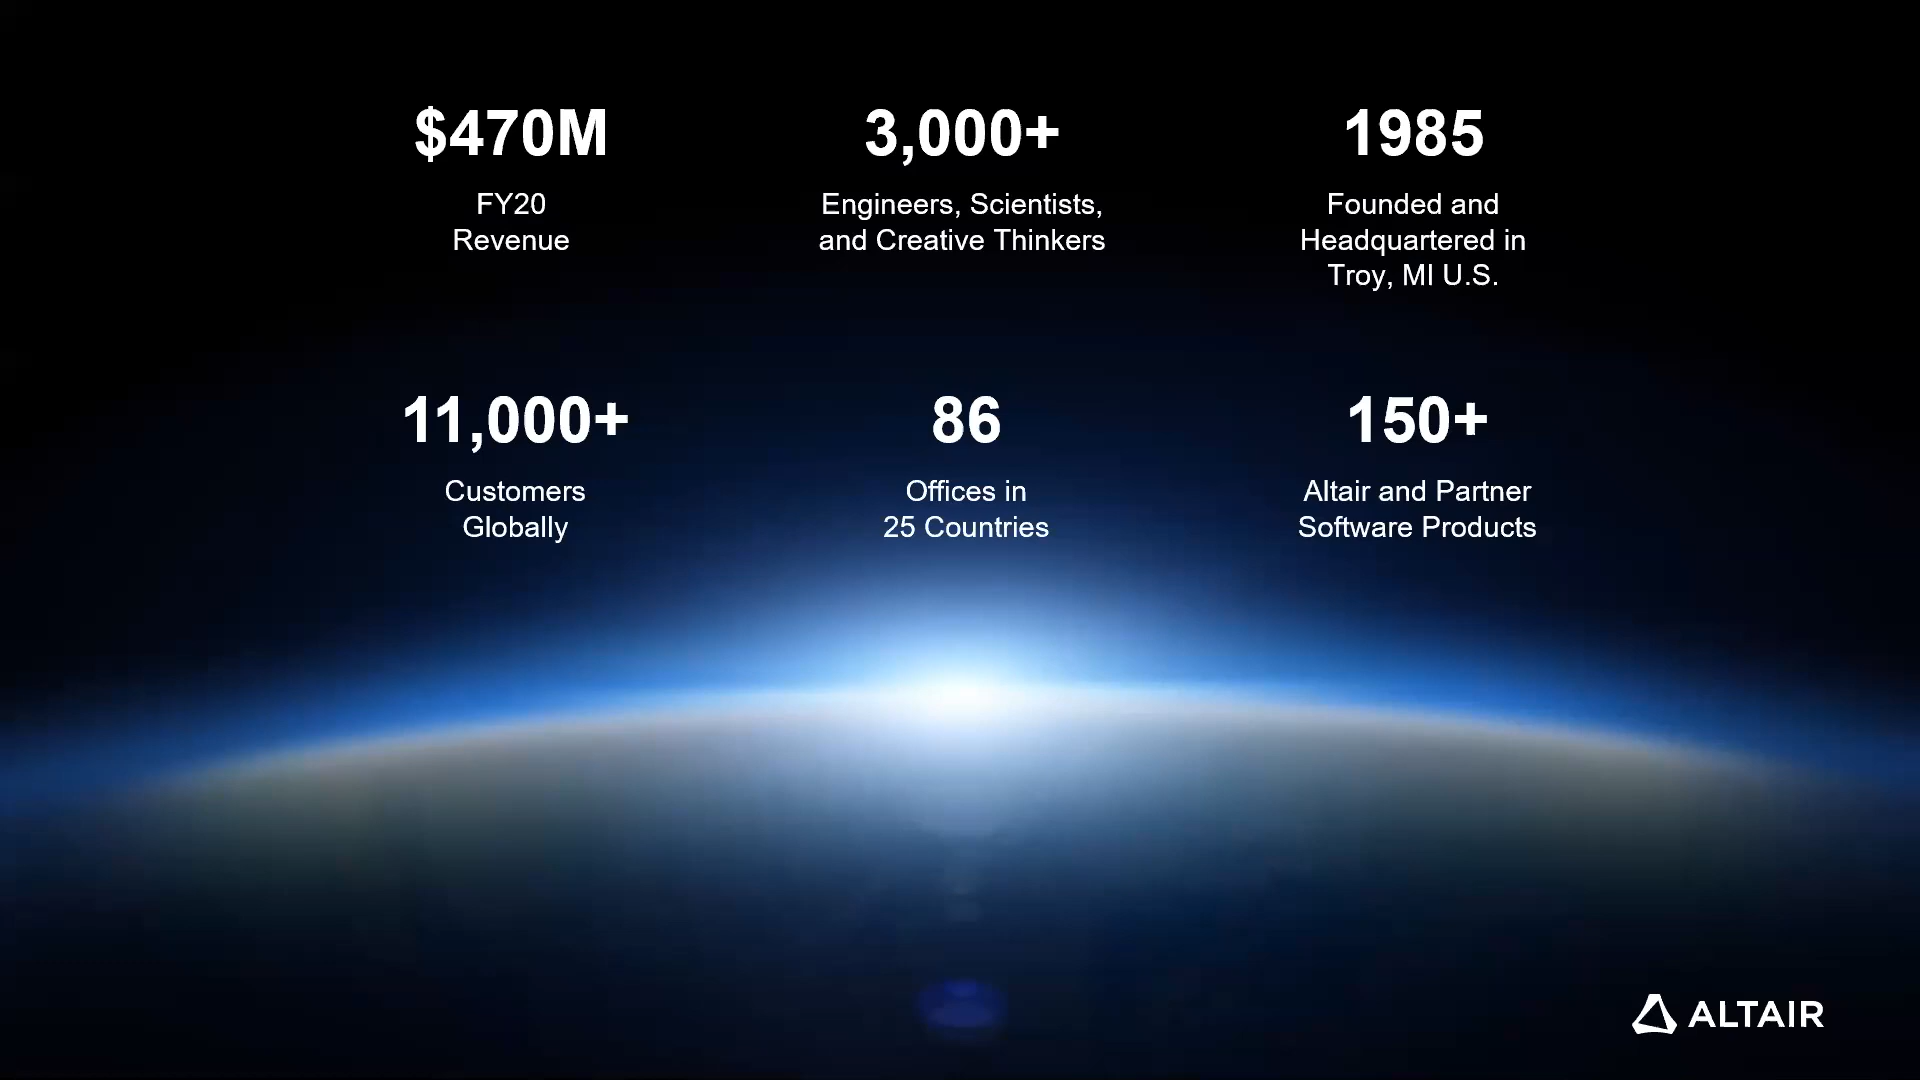 $470M
FY20
Revenue
3,000+
Engineers, Scientists,
and Creative Thinkers
1985
Founded and
Headquartered in
Troy, MI U.S.
11,000+
Customers
Globally
86
Offices in
25 Countries
150+
Altair and Partner
Software Products
ALTAIR